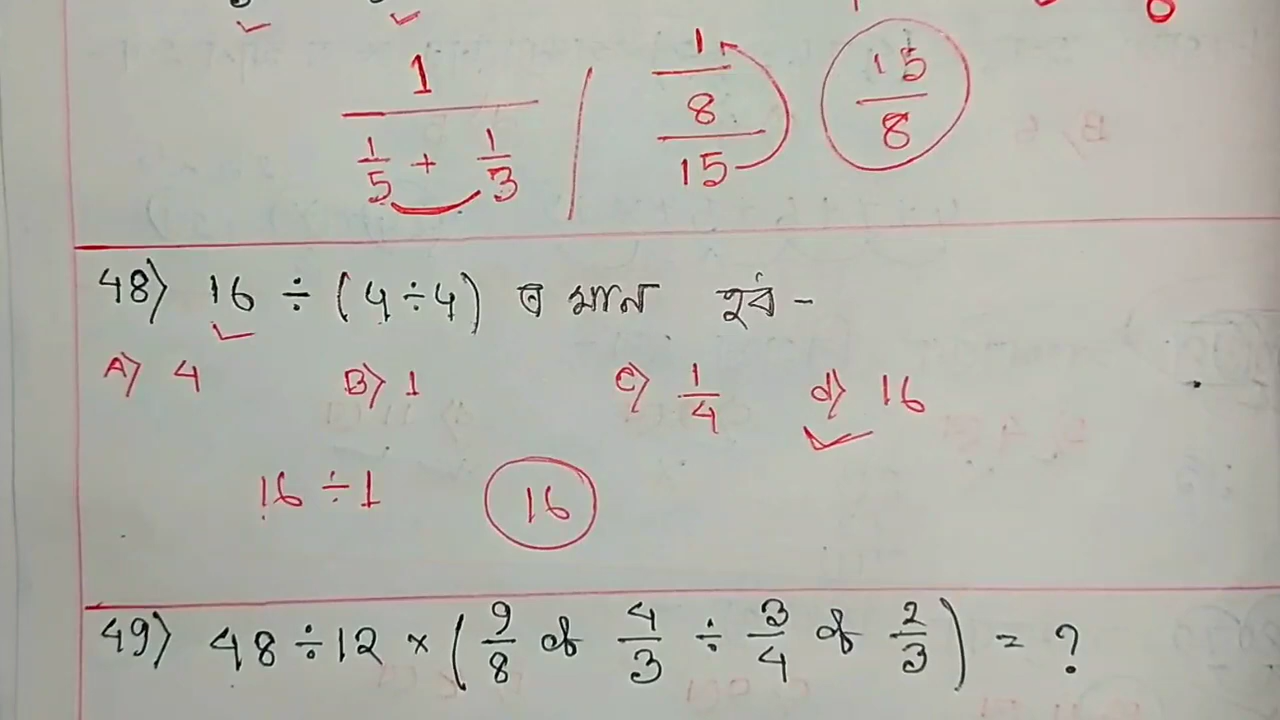 1 / (1/5 + 1/3) 1/(8/15) 15/8
48) 16 ÷ (4÷4) ৰ মান হ'ব -
A) 4 B) 1 C) 1/4 d) 16
16 ÷ 1 16
49) 48 ÷ 12 × (9/8 of 4/3 ÷ 3/4 of 2/3) = ?